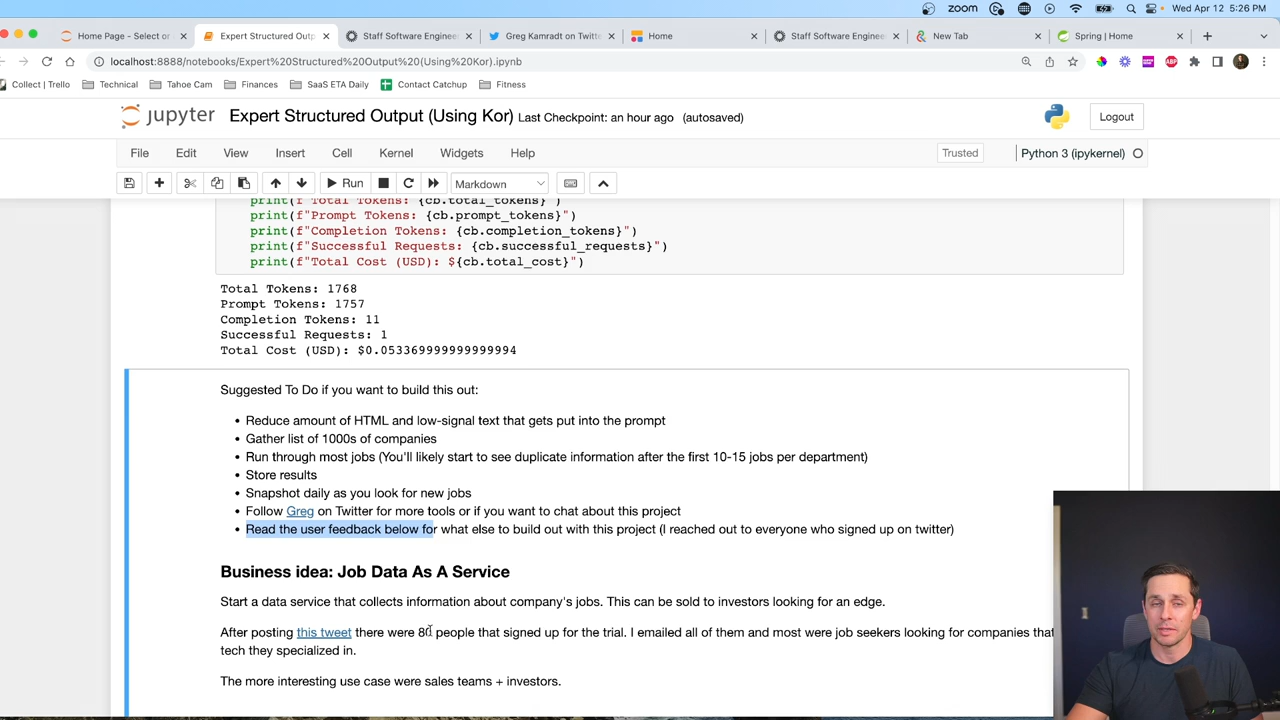 zoom Wed Apr 12 5:26 PM
Home Page - Select or Expert Structured Output Staff Software Enginee Greg Kamradt on Twitte Home Staff Software Enginee New Tab Spring | Home
localhost:8888/notebooks/Expert%20Structured%20Output%20(Using%20Kor).ipynb
Collect | Trello Technical Tahoe Cam Finances SaaS ETA Daily Contact Catchup Fitness
jupyter Expert Structured Output (Using Kor) Last Checkpoint: an hour ago (autosaved) Logout
File Edit View Insert Cell Kernel Widgets Help Trusted Python 3 (ipykernel)
Run Markdown
print(f"Total Tokens: {cb.total_tokens}")
print(f"Prompt Tokens: {cb.prompt_tokens}")
print(f"Completion Tokens: {cb.completion_tokens}")
print(f"Successful Requests: {cb.successful_requests}")
print(f"Total Cost (USD): ${cb.total_cost}")
Total Tokens: 1768
Prompt Tokens: 1757
Completion Tokens: 11
Successful Requests: 1
Total Cost (USD): $0.053369999999999994
Suggested To Do if you want to build this out:
• Reduce amount of HTML and low-signal text that gets put into the prompt
• Gather list of 1000s of companies
• Run through most jobs (You'll likely start to see duplicate information after the first 10-15 jobs per department)
• Store results
• Snapshot daily as you look for new jobs
• Follow Greg on Twitter for more tools or if you want to chat about this project
• Read the user feedback below for what else to build out with this project (I reached out to everyone who signed up on twitter)
Business idea: Job Data As A Service
Start a data service that collects information about company's jobs. This can be sold to investors looking for an edge.
After posting this tweet there were 80 people that signed up for the trial. I emailed all of them and most were job seekers looking for companies that
tech they specialized in.
The more interesting use case were sales teams + investors.